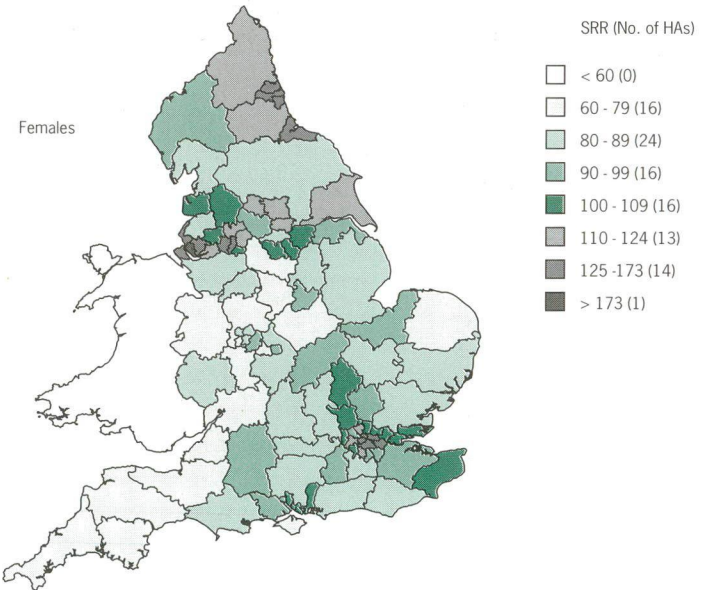 SRR (No. of HAs)
Females
< 60 (0)
60 - 79 (16)
80 - 89 (24)
90 - 99 (16)
100 - 109 (16)
110 - 124 (13)
125 -173 (14)
> 173 (1)